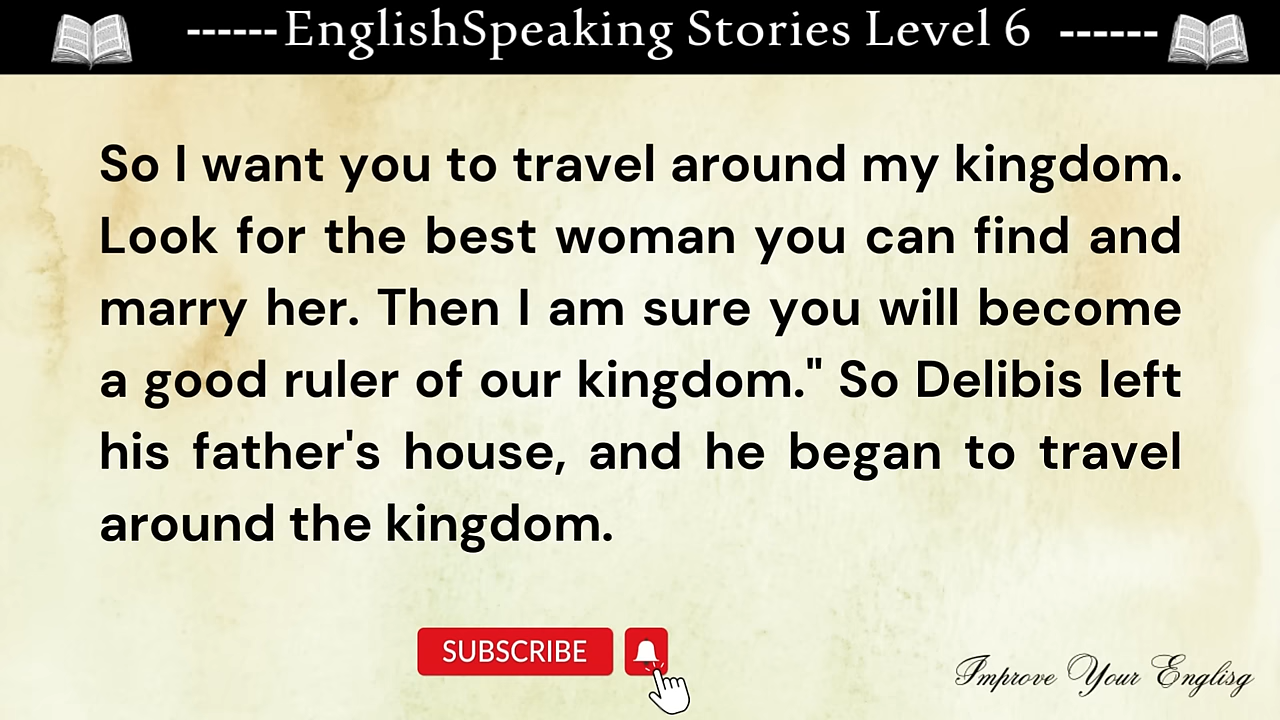 ------EnglishSpeaking Stories Level 6 ------
So I want you to travel around my kingdom.
Look for the best woman you can find and
marry her. Then I am sure you will become
a good ruler of our kingdom." So Delibis left
his father's house, and he began to travel
around the kingdom.
SUBSCRIBE
Improve Your Englisg